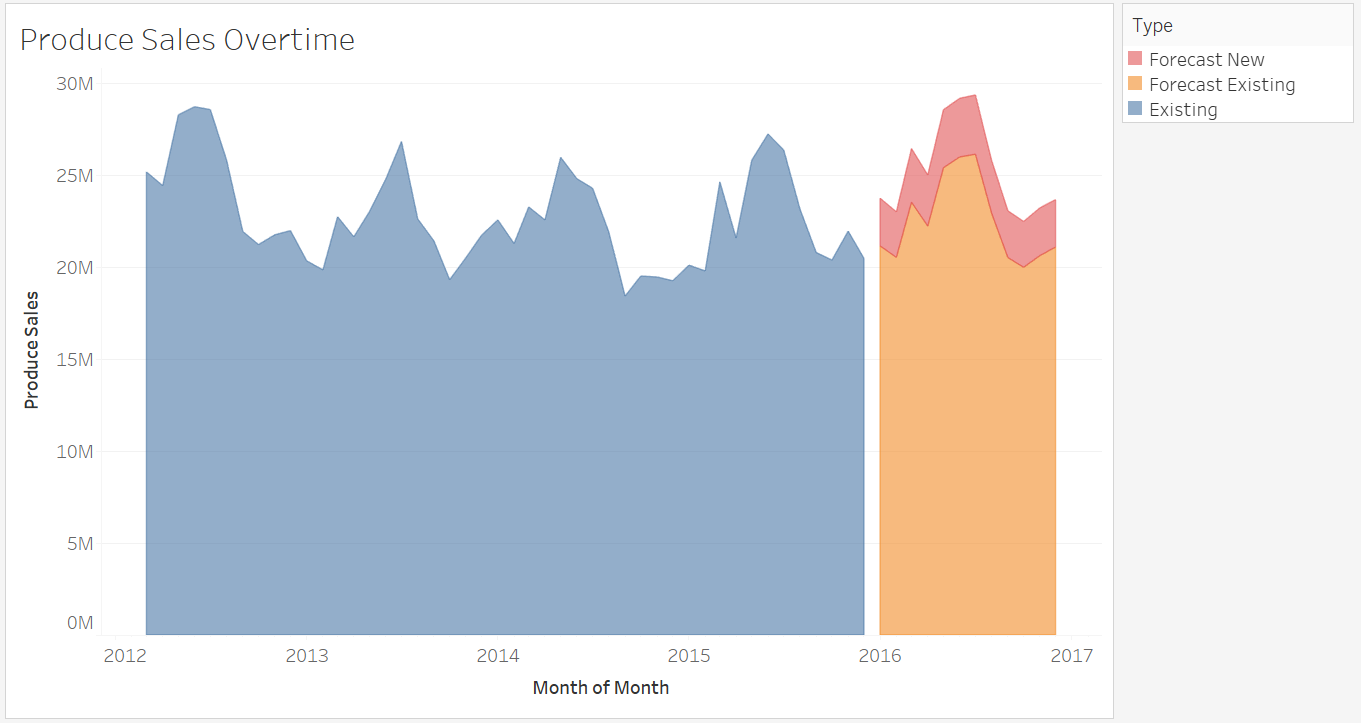 Produce Sales Overtime
30M
25M
20M
15M
10M
5M
0M
Produce Sales
2012 2013 2014 2015 2016 2017
Month of Month
Type
Forecast New
Forecast Existing
Existing